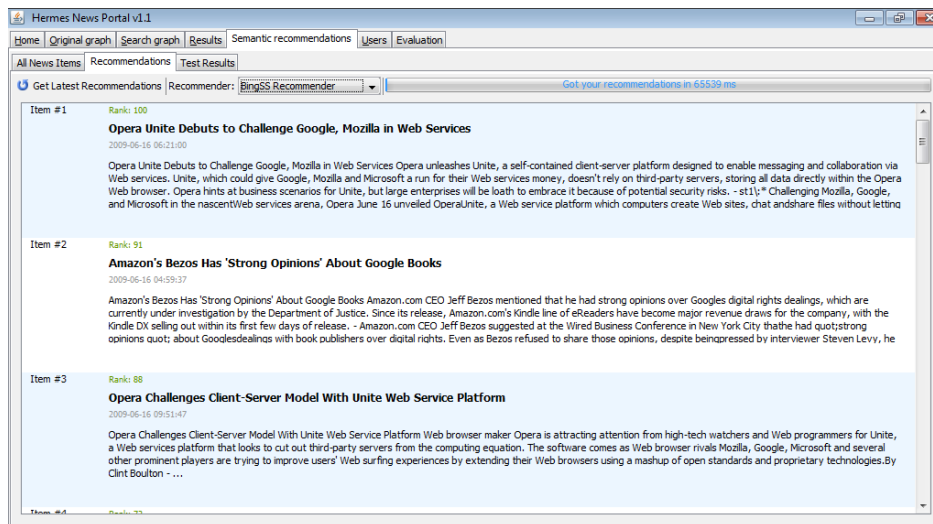 Hermes News Portal v1.1
Home Original graph Search graph Results Semantic recommendations Users Evaluation
All News Items Recommendations Test Results
Get Latest Recommendations Recommender: BingSS Recommender Got your recommendations in 65539 ms
Item #1 Rank: 100
Opera Unite Debuts to Challenge Google, Mozilla in Web Services
2009-06-16 06:21:00
Opera Unite Debuts to Challenge Google, Mozilla in Web Services Opera unleashes Unite, a self-contained client-server platform designed to enable messaging and collaboration via
Web services. Unite, which could give Google, Mozilla and Microsoft a run for their Web services money, doesn't rely on third-party servers, storing all data directly within the Opera
Web browser. Opera hints at business scenarios for Unite, but large enterprises will be loath to embrace it because of potential security risks. - st1\:* Challenging Mozilla, Google,
and Microsoft in the nascentWeb services arena, Opera June 16 unveiled OperaUnite, a Web service platform which computers create Web sites, chat andshare files without letting
Item #2 Rank: 91
Amazon's Bezos Has 'Strong Opinions' About Google Books
2009-06-16 04:59:37
Amazon's Bezos Has 'Strong Opinions' About Google Books Amazon.com CEO Jeff Bezos mentioned that he had strong opinions over Googles digital rights dealings, which are
currently under investigation by the Department of Justice. Since its release, Amazon.com's Kindle line of eReaders have become major revenue draws for the company, with the
Kindle DX selling out within its first few days of release. - Amazon.com CEO Jeff Bezos suggested at the Wired Business Conference in New York City thathe had quot;strong
opinions quot; about Googlesdealings with book publishers over digital rights. Even as Bezos refused to share those opinions, despite beingpressed by interviewer Steven Levy, he
Item #3 Rank: 88
Opera Challenges Client-Server Model With Unite Web Service Platform
2009-06-16 09:51:47
Opera Challenges Client-Server Model With Unite Web Service Platform Web browser maker Opera is attracting attention from high-tech watchers and Web programmers for Unite,
a Web services platform that looks to cut out third-party servers from the computing equation. The software comes as Web browser rivals Mozilla, Google, Microsoft and several
other prominent players are trying to improve users' Web surfing experiences by extending their Web browsers using a mashup of open standards and proprietary technologies.By
Clint Boulton - ...
Item #4